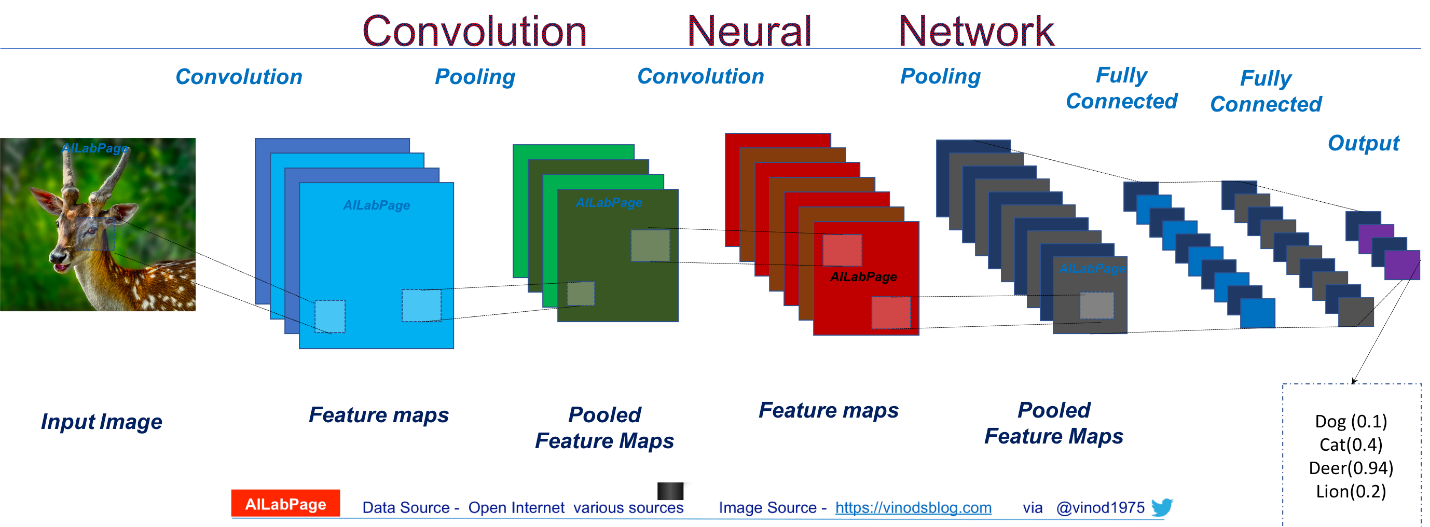 Convolution Neural Network
Convolution Pooling Convolution Pooling Fully Connected Fully Connected Output
AILabPage
AILabPage
AILabPage
AILabPage
AILabPage
Input Image
Feature maps
Pooled
Feature Maps
Feature maps
Pooled
Feature Maps
Dog (0.1)
Cat(0.4)
Deer(0.94)
Lion(0.2)
AILabPage Data Source - Open Internet various sources Image Source - https://vinodsblog.com via @vinod1975